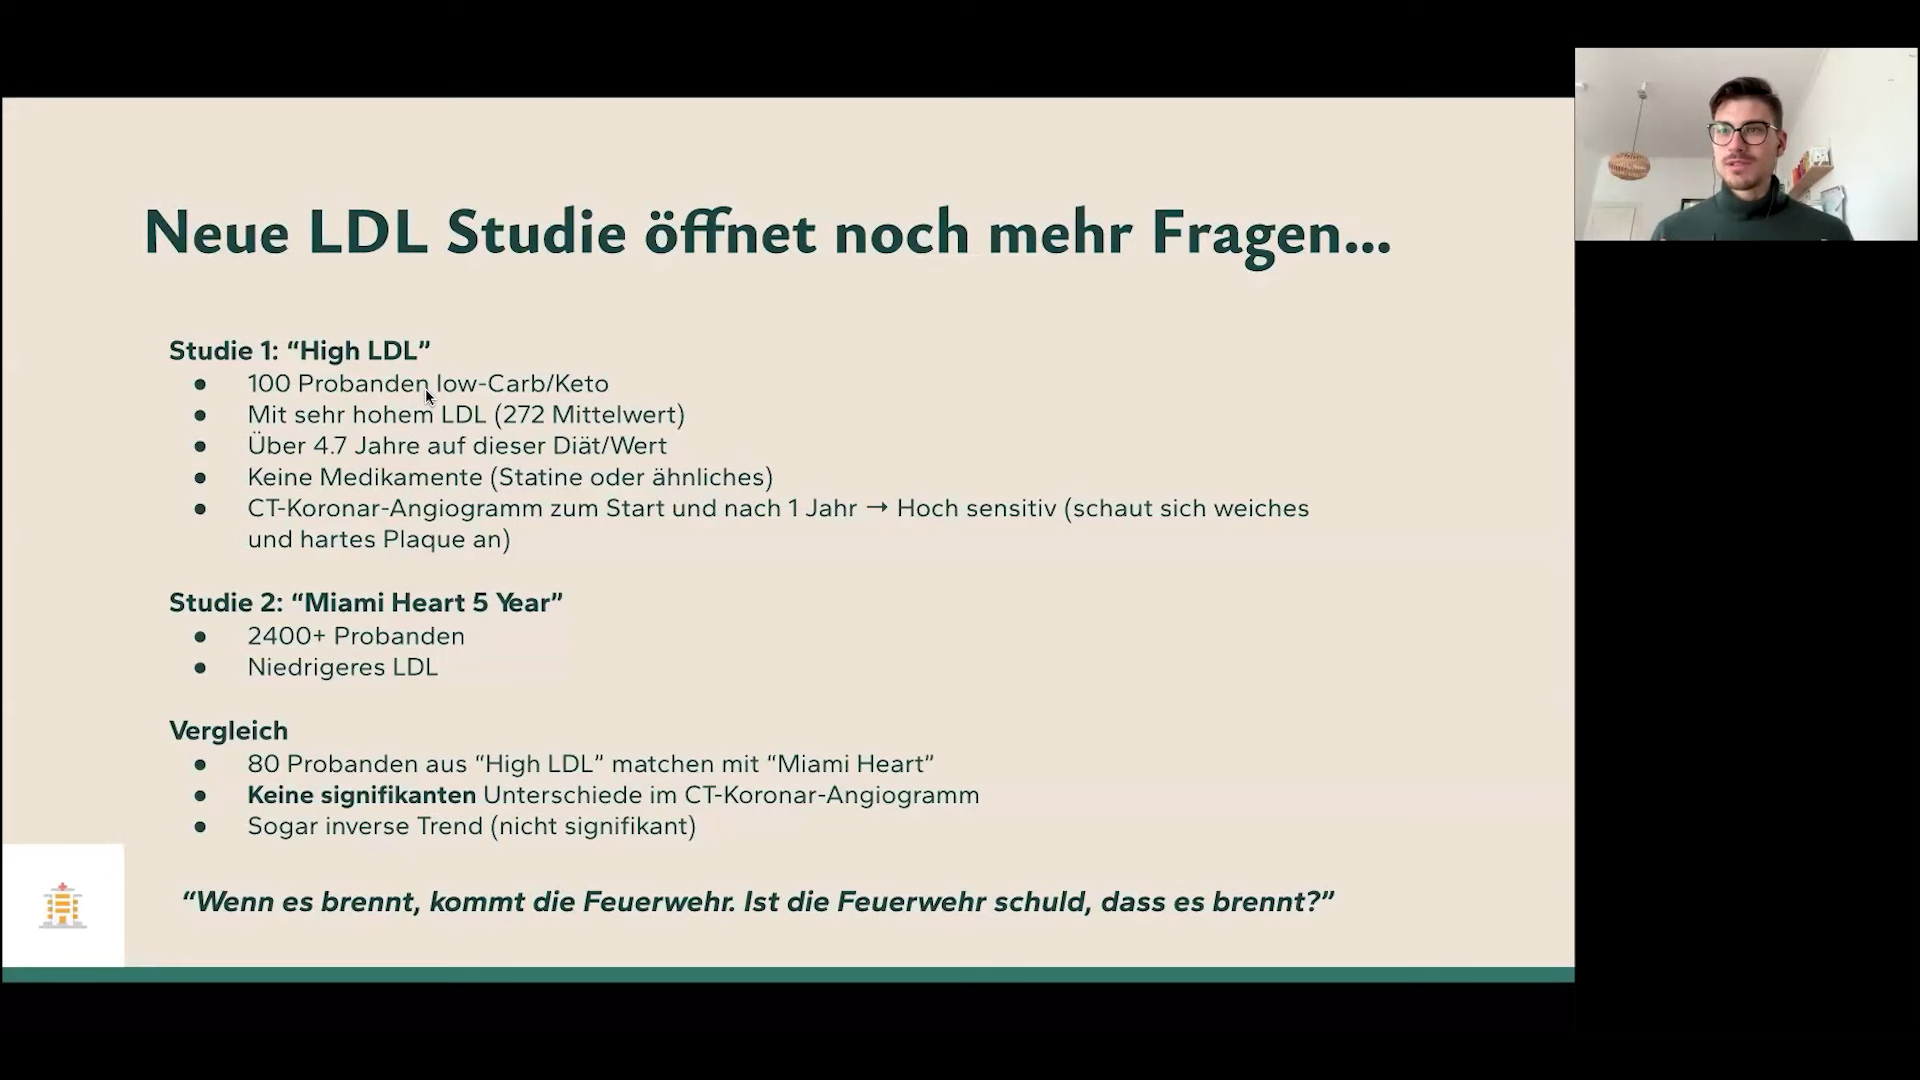 Neue LDL Studie öffnet noch mehr Fragen...
Studie 1: “High LDL”
● 100 Probanden low-Carb/Keto
● Mit sehr hohem LDL (272 Mittelwert)
● Über 4.7 Jahre auf dieser Diät/Wert
● Keine Medikamente (Statine oder ähnliches)
● CT-Koronar-Angiogramm zum Start und nach 1 Jahr → Hoch sensitiv (schaut sich weiches
und hartes Plaque an)
Studie 2: “Miami Heart 5 Year”
● 2400+ Probanden
● Niedrigeres LDL
Vergleich
● 80 Probanden aus “High LDL” matchen mit “Miami Heart”
● Keine signifikanten Unterschiede im CT-Koronar-Angiogramm
● Sogar inverse Trend (nicht signifikant)
“Wenn es brennt, kommt die Feuerwehr. Ist die Feuerwehr schuld, dass es brennt?”